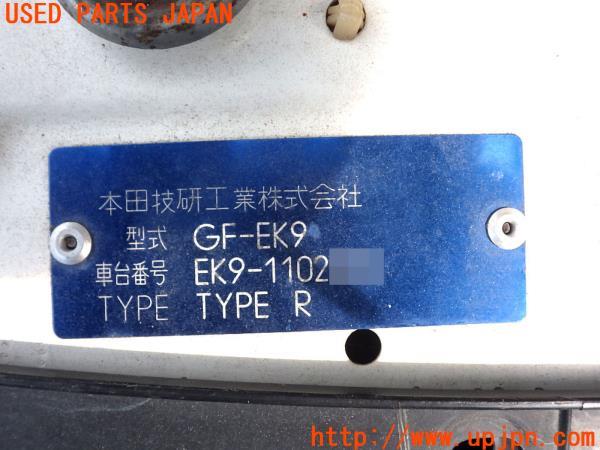 USED PARTS JAPAN
本田技研工業株式会社
型式 GF-EK9
車台番号 EK9-1102
TYPE TYPE R
http://www.upjpn.com